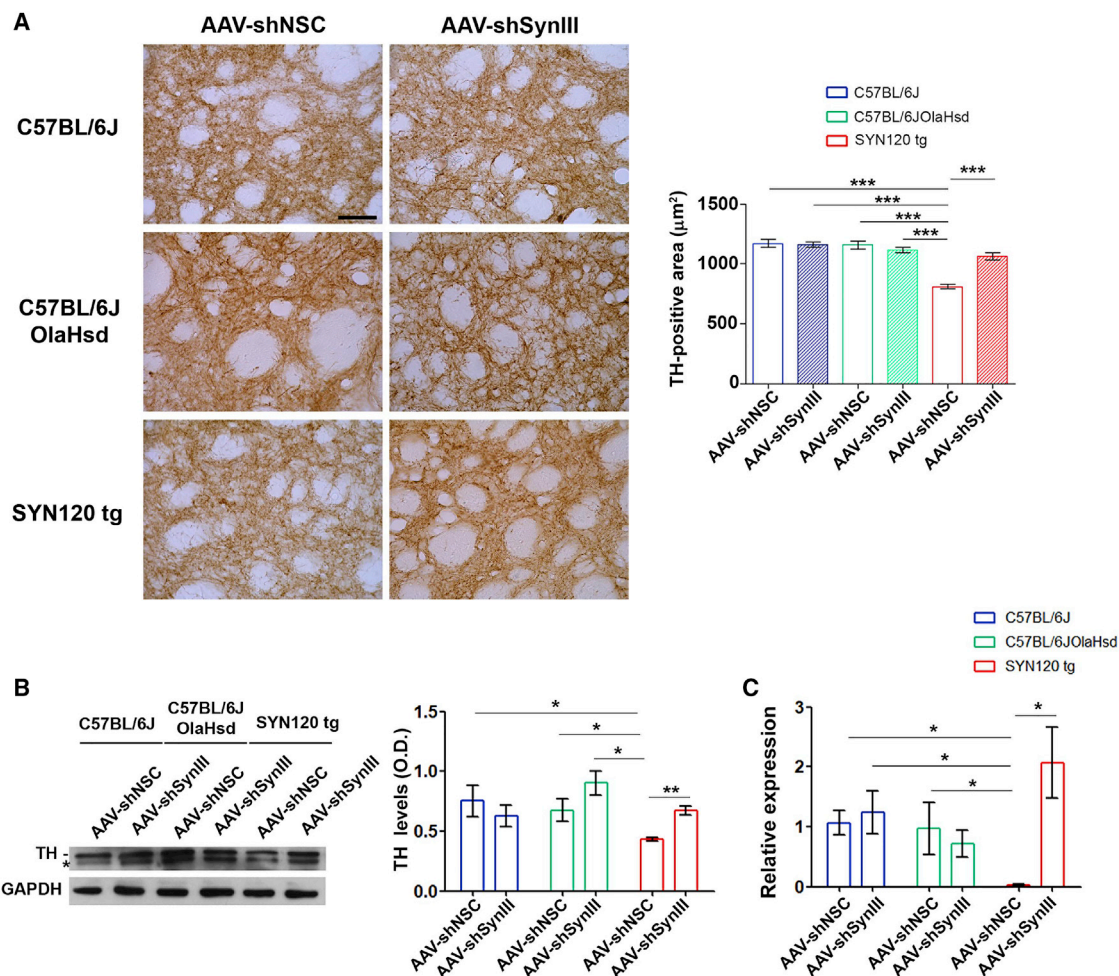 A
AAV-shNSC
AAV-shSynIII
C57BL/6J
C57BL/6J
OlaHsd
SYN120 tg
C57BL/6J
C57BL/6JOlaHsd
SYN120 tg
***
***
***
***
***
TH-positive area (μm²)
1500
1000
500
0
AAV-shNSC
AAV-shSynIII
AAV-shNSC
AAV-shSynIII
AAV-shNSC
AAV-shSynIII
B
C57BL/6J
C57BL/6J
OlaHsd
SYN120 tg
AAV-shNSC
AAV-shSynIII
AAV-shNSC
AAV-shSynIII
AAV-shNSC
AAV-shSynIII
TH -
*
GAPDH
TH levels (O.D.)
1.5
1.0
0.5
0.0
*
*
*
**
AAV-shNSC
AAV-shSynIII
AAV-shNSC
AAV-shSynIII
AAV-shNSC
AAV-shSynIII
C57BL/6J
C57BL/6JOlaHsd
SYN120 tg
C
Relative expression
3
2
1
0
*
*
*
*
AAV-shNSC
AAV-shSynIII
AAV-shNSC
AAV-shSynIII
AAV-shNSC
AAV-shSynIII